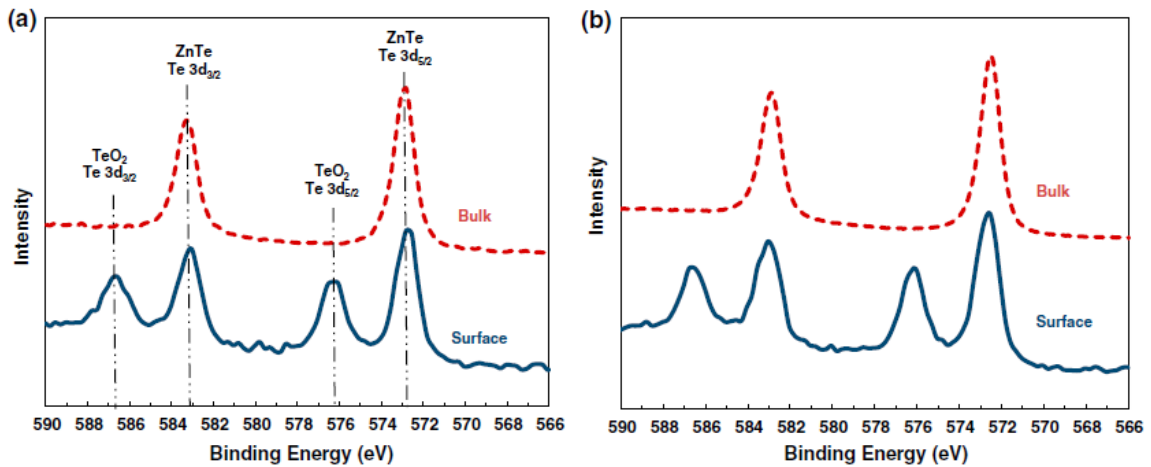 (a)
ZnTe
Te 3d3/2
ZnTe
Te 3d5/2
TeO2
Te 3d3/2
TeO2
Te 3d5/2
Bulk
Surface
Intensity
590 588 586 584 582 580 578 576 574 572 570 568 566
Binding Energy (eV)
(b)
Bulk
Surface
Intensity
590 588 586 584 582 580 578 576 574 572 570 568 566
Binding Energy (eV)